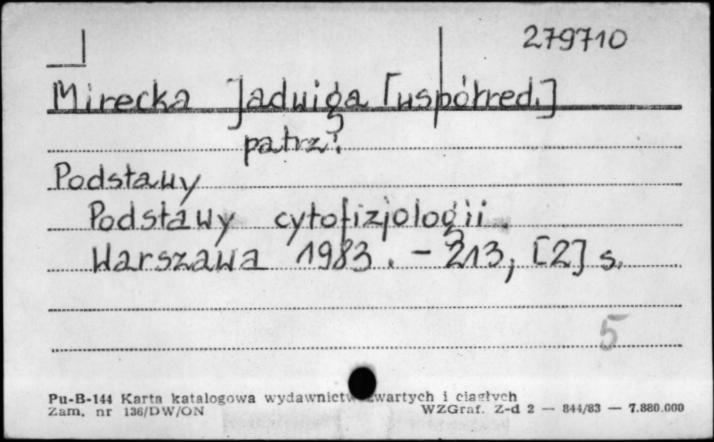 279710
Mirecka Jadwiga [współred.]
patrz:
Podstawy
Podstawy cytofizjologii
Warszawa 1983. - 213, [2] s.
5
Pu-B-144 Karta katalogowa wydawnictw zwartych i ciągłych
Zam. nr 136/DW/ON WZGraf. Z-d 2 — 844/83 — 7.880.000